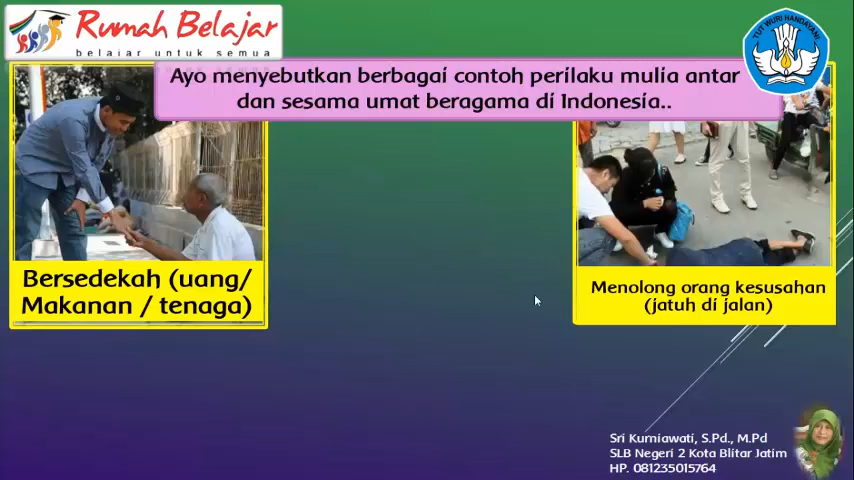 Rumah Belajar
belajar untuk semua
TUT WURI HANDAYANI
Ayo menyebutkan berbagai contoh perilaku mulia antar
dan sesama umat beragama di Indonesia..
Bersedekah (uang/
Makanan / tenaga)
Menolong orang kesusahan
(jatuh di jalan)
Sri Kurniawati, S.Pd., M.Pd
SLB Negeri 2 Kota Blitar Jatim
HP. 081235015764